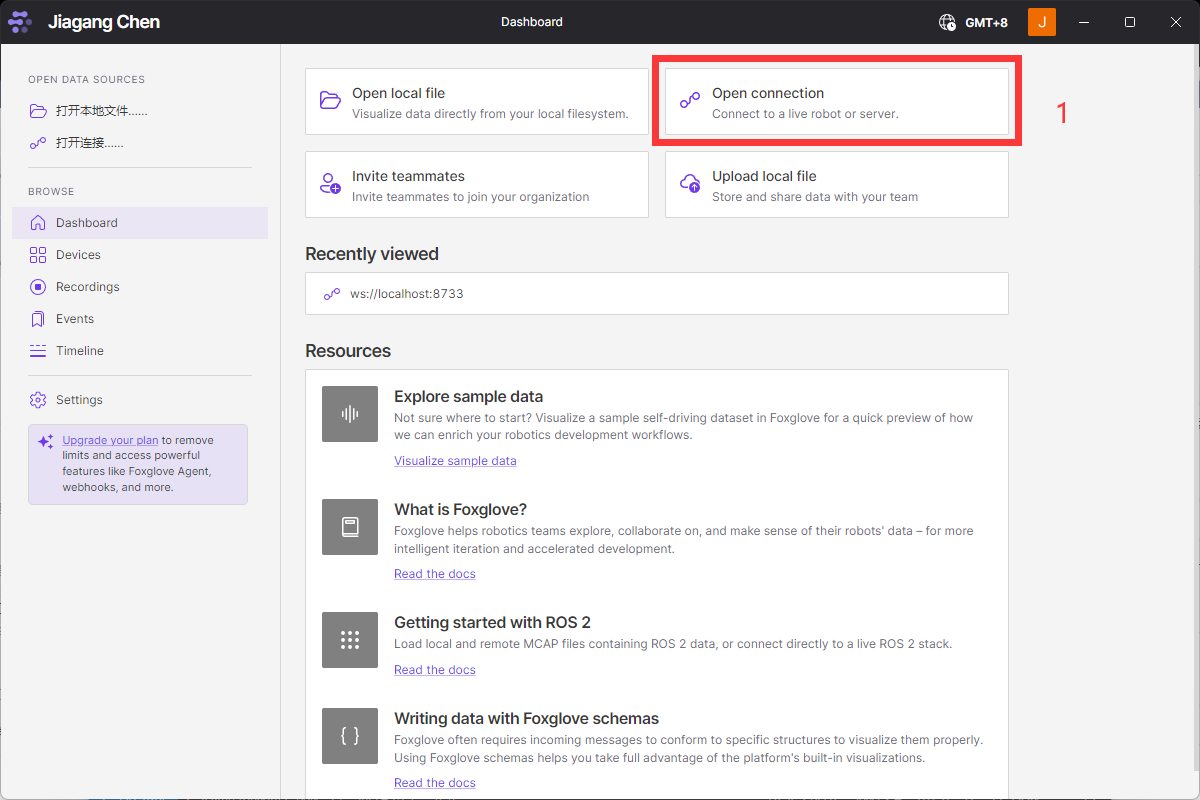 Jiagang Chen
Dashboard
GMT+8
J
OPEN DATA SOURCES
打开本地文件......
打开连接......
BROWSE
Dashboard
Devices
Recordings
Events
Timeline
Settings
Upgrade your plan to remove
limits and access powerful
features like Foxglove Agent,
webhooks, and more.
Open local file
Visualize data directly from your local filesystem.
Open connection
Connect to a live robot or server.
1
Invite teammates
Invite teammates to join your organization
Upload local file
Store and share data with your team
Recently viewed
ws://localhost:8733
Resources
Explore sample data
Not sure where to start? Visualize a sample self-driving dataset in Foxglove for a quick preview of how
we can enrich your robotics development workflows.
Visualize sample data
What is Foxglove?
Foxglove helps robotics teams explore, collaborate on, and make sense of their robots' data – for more
intelligent iteration and accelerated development.
Read the docs
Getting started with ROS 2
Load local and remote MCAP files containing ROS 2 data, or connect directly to a live ROS 2 stack.
Read the docs
Writing data with Foxglove schemas
Foxglove often requires incoming messages to conform to specific structures to visualize them properly.
Using Foxglove schemas helps you take full advantage of the platform's built-in visualizations.
Read the docs